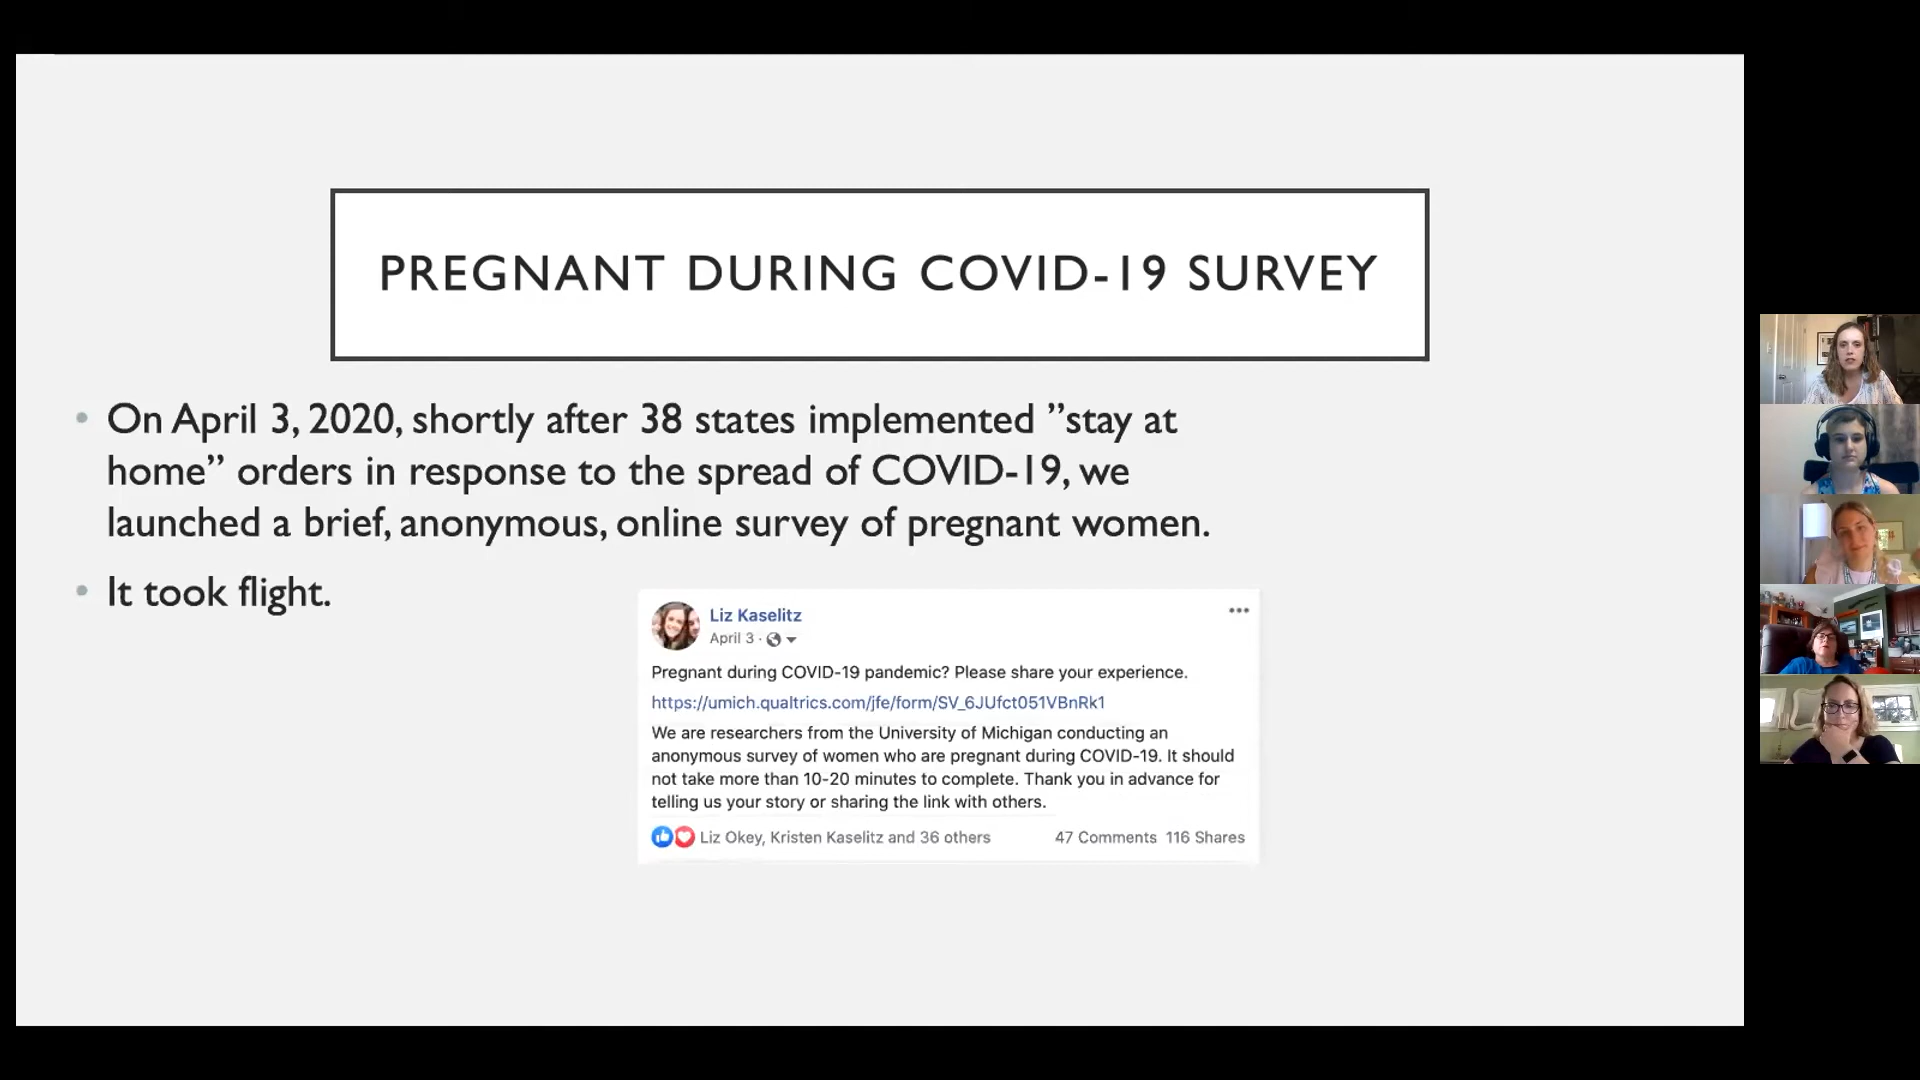 PREGNANT DURING COVID-19 SURVEY
• On April 3, 2020, shortly after 38 states implemented ”stay at
home” orders in response to the spread of COVID-19, we
launched a brief, anonymous, online survey of pregnant women.
• It took flight.
Liz Kaselitz
April 3 ·
Pregnant during COVID-19 pandemic? Please share your experience.
https://umich.qualtrics.com/jfe/form/SV_6JUfct051VBnRk1
We are researchers from the University of Michigan conducting an
anonymous survey of women who are pregnant during COVID-19. It should
not take more than 10-20 minutes to complete. Thank you in advance for
telling us your story or sharing the link with others.
Liz Okey, Kristen Kaselitz and 36 others 47 Comments 116 Shares